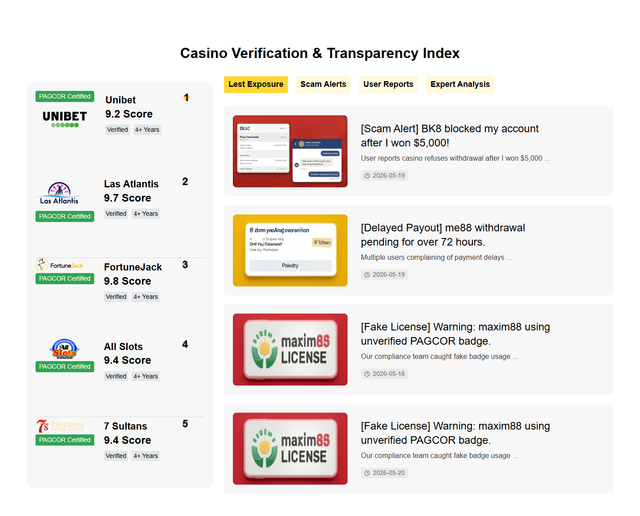 Casino Verification & Transparency Index
PAGCOR Certified
UNIBET
Unibet
9.2 Score
Verified 4+ Years
1
Las Atlantis
PAGCOR Certified
Las Atlantis
9.7 Score
Verified 4+ Years
2
FortuneJack
PAGCOR Certified
FortuneJack
9.8 Score
Verified 4+ Years
3
All Slots
PAGCOR Certified
All Slots
9.4 Score
Verified 4+ Years
4
7s
PAGCOR Certified
7 Sultans
9.4 Score
Verified 4+ Years
5
Lest Exposure Scam Alerts User Reports Expert Analysis
[Scam Alert] BK8 blocked my account
after I won $5,000!
User reports casino refuses withdrawal after I won $5,000 ...
2026-05-19
[Delayed Payout] me88 withdrawal
pending for over 72 hours.
Multiple users complaining of payment delays ...
2026-05-19
maxim88
LICENSE
[Fake License] Warning: maxim88 using
unverified PAGCOR badge.
Our compliance team caught fake badge usage ...
2026-05-18
maxim88
LICENSE
[Fake License] Warning: maxim88 using
unverified PAGCOR badge.
Our compliance team caught fake badge usage ...
2026-05-20